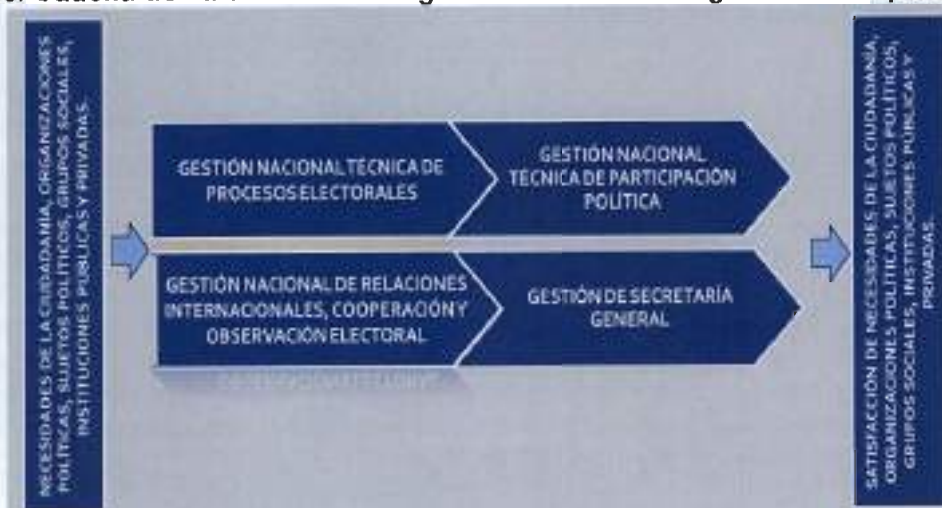 NECESIDADES DE LA CIUDADANÍA, ORGANIZACIONES
POLÍTICAS, SUJETOS POLÍTICOS, GRUPOS SOCIALES,
INSTITUCIONES PÚBLICAS Y PRIVADAS.
GESTIÓN NACIONAL TÉCNICA DE
PROCESOS ELECTORALES
GESTIÓN NACIONAL
TÉCNICA DE PARTICIPACIÓN
POLÍTICA
GESTIÓN NACIONAL DE RELACIONES
INTERNACIONALES, COOPERACIÓN Y
OBSERVACIÓN ELECTORAL
GESTIÓN DE SECRETARÍA
GENERAL
SATISFACCIÓN DE NECESIDADES DE LA CIUDADANÍA,
ORGANIZACIONES POLÍTICAS, SUJETOS POLÍTICOS,
GRUPOS SOCIALES, INSTITUCIONES PÚBLICAS Y
PRIVADAS.